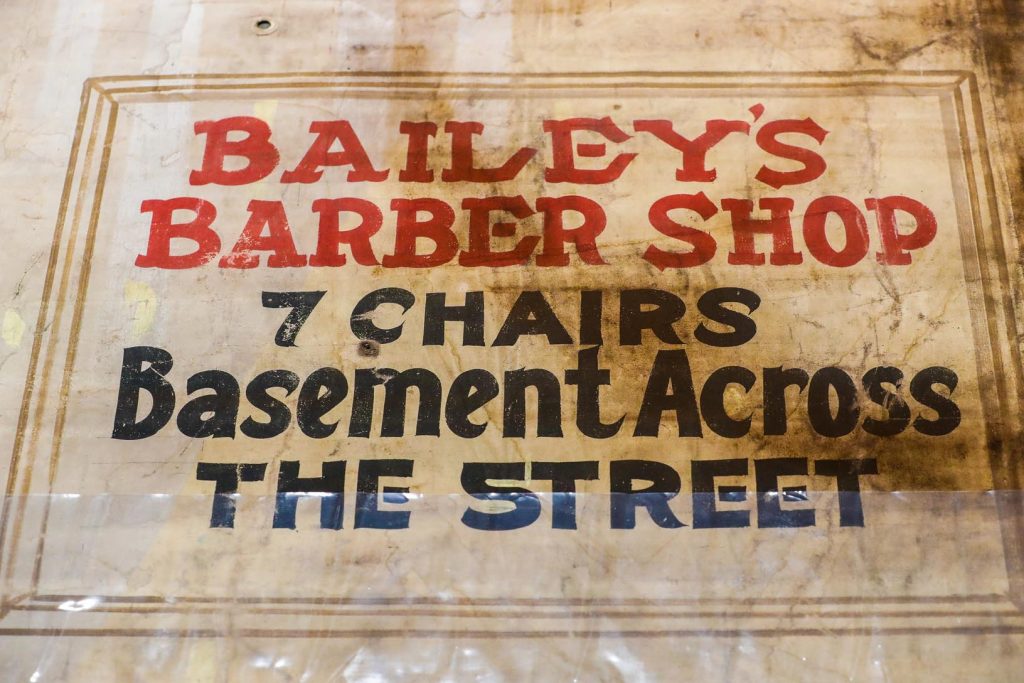 BAILEY'S
BARBER SHOP
7 CHAIRS
Basement Across
THE STREET